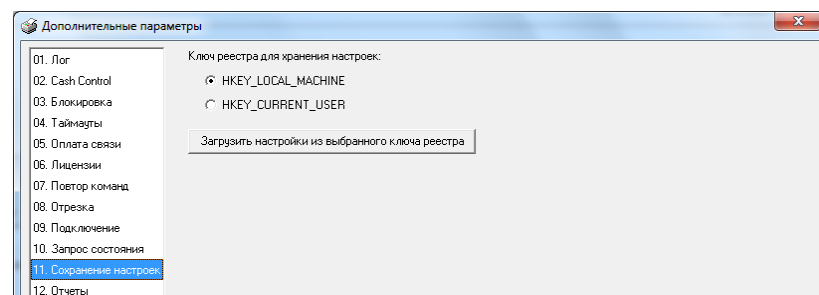 Дополнительные параметры
01. Лог
02. Cash Control
03. Блокировка
04. Таймауты
05. Оплата связи
06. Лицензии
07. Повтор команд
08. Отрезка
09. Подключение
10. Запрос состояния
11. Сохранение настроек
12. Отчеты
Ключ реестра для хранения настроек:
HKEY_LOCAL_MACHINE
HKEY_CURRENT_USER
Загрузить настройки из выбранного ключа реестра